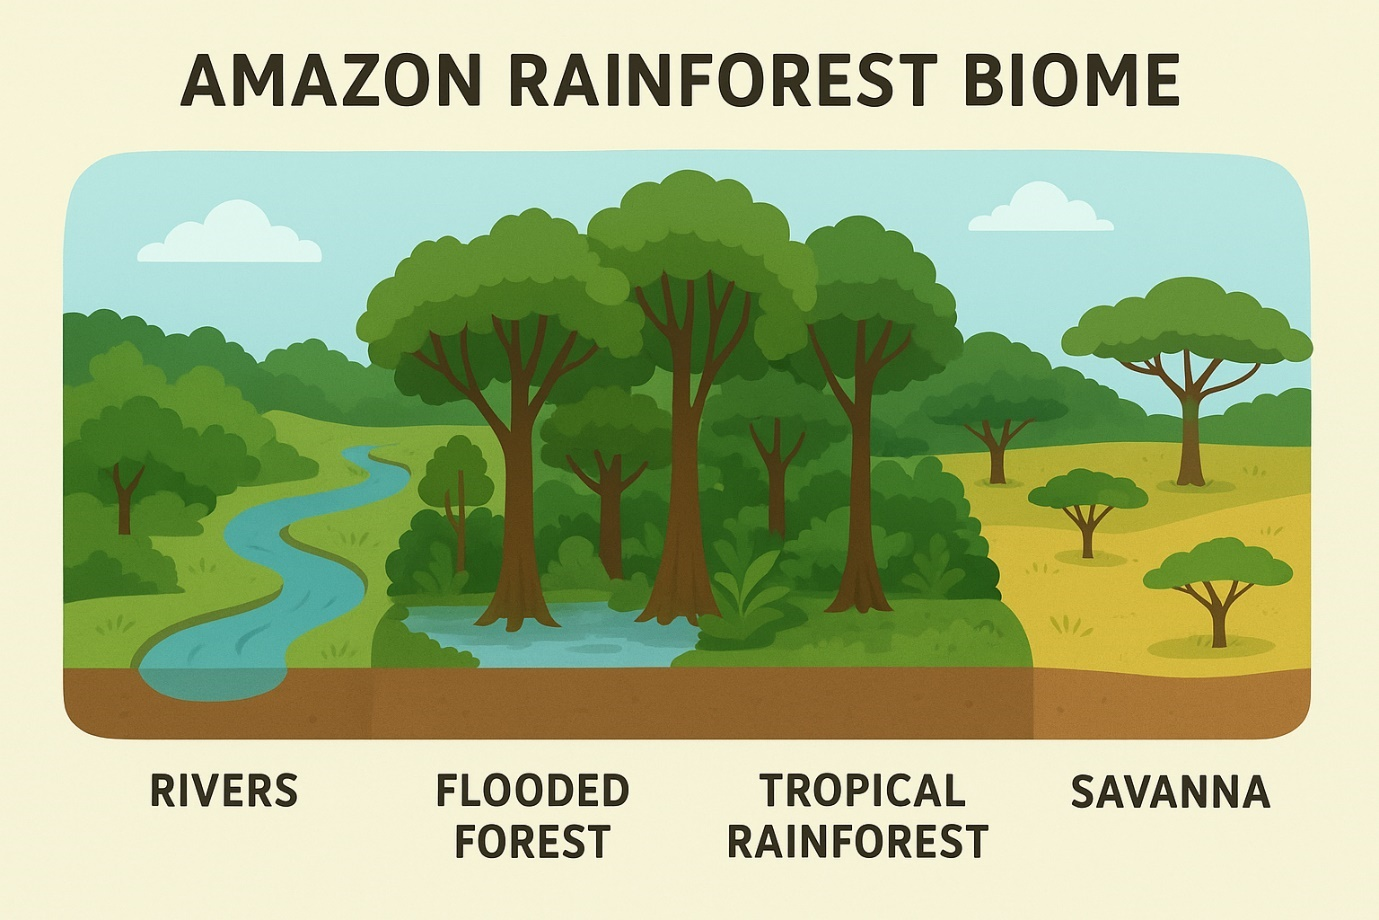 AMAZON RAINFOREST BIOME
RIVERS
FLOODED
FOREST
TROPICAL
RAINFOREST
SAVANNA